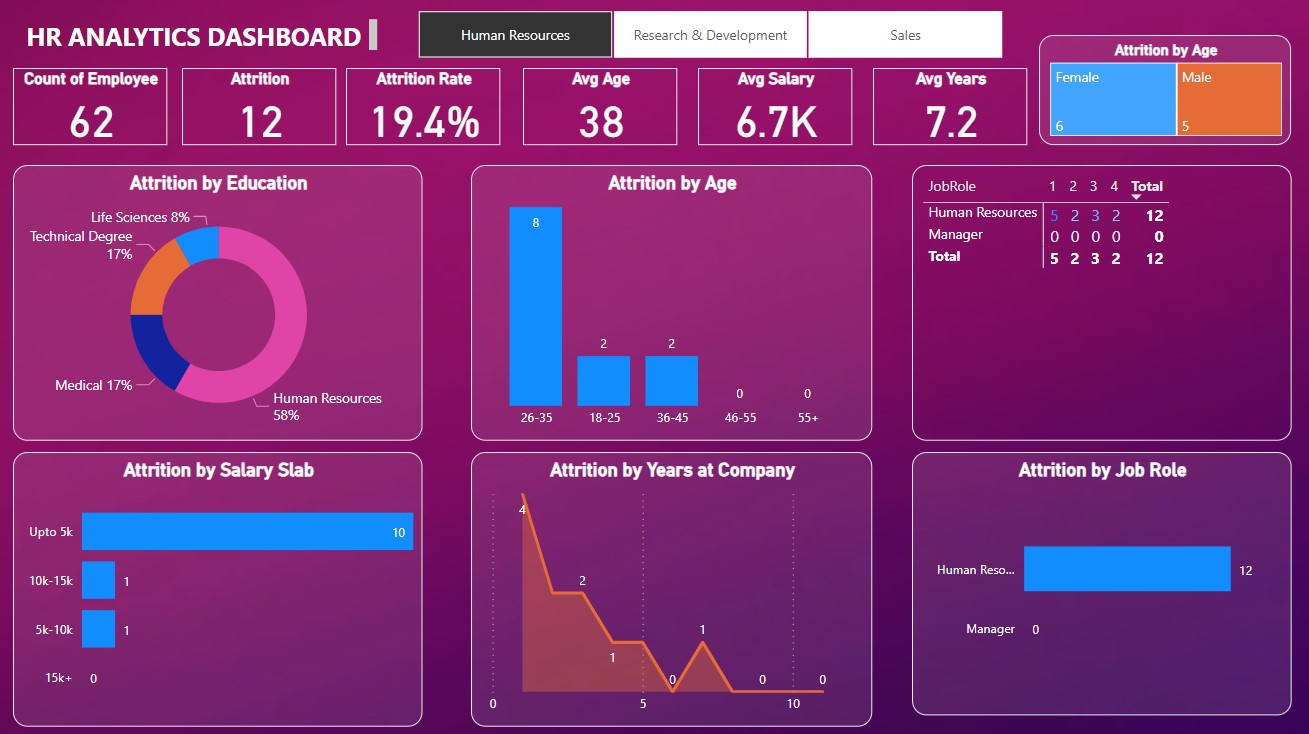 HR ANALYTICS DASHBOARD
Human Resources
Research & Development
Sales
Count of Employee
62
Attrition
12
Attrition Rate
19.4%
Avg Age
38
Avg Salary
6.7K
Avg Years
7.2
Attrition by Age
Female
6
Male
5
Attrition by Education
Life Sciences 8%
Technical Degree
17%
Medical 17%
Human Resources
58%
Attrition by Age
8
2
2
0
0
26-35 18-25 36-45 46-55 55+
JobRole 1 2 3 4 Total
Human Resources 5 2 3 2 12
Manager 0 0 0 0 0
Total 5 2 3 2 12
Attrition by Salary Slab
Upto 5k 10
10k-15k 1
5k-10k 1
15k+ 0
Attrition by Years at Company
4
2
1
0
1
0
0
0 5 10
Attrition by Job Role
Human Reso... 12
Manager 0